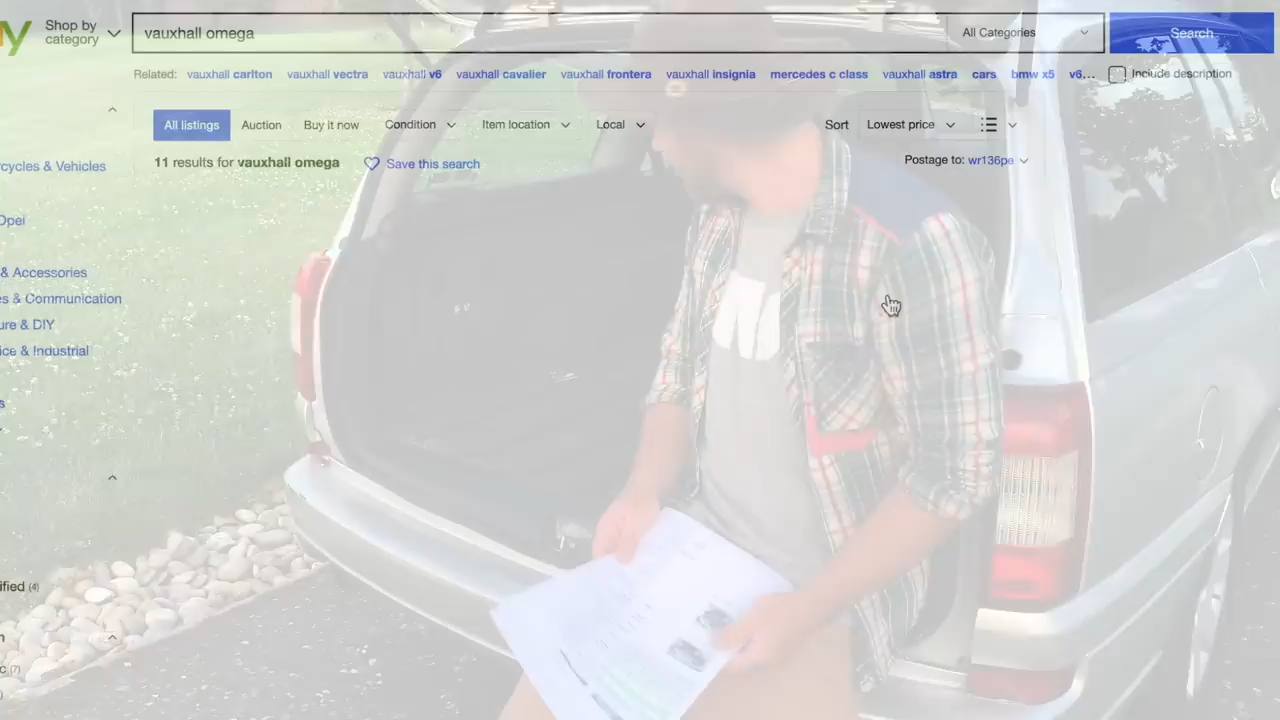 y
Shop by
category
vauxhall omega
All Categories
Search
Related: vauxhall carlton vauxhall vectra vauxhall v6 vauxhall cavalier vauxhall frontera vauxhall insignia mercedes c class vauxhall astra cars bmw x5 v6... Include description
All listings Auction Buy it now Condition Item location Local Sort Lowest price
11 results for vauxhall omega Save this search
Postage to: wr136pe
rcycles & Vehicles
Opel
& Accessories
es & Communication
ure & DIY
ice & Industrial
s
ified (4)
n
c (7)
)